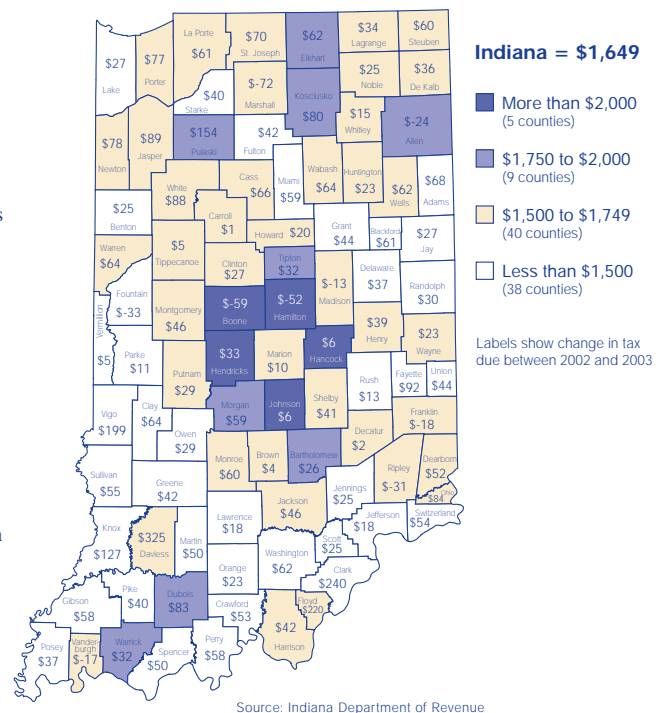 Indiana = $1,649
More than $2,000
(5 counties)
$1,750 to $2,000
(9 counties)
$1,500 to $1,749
(40 counties)
Less than $1,500
(38 counties)
Labels show change in tax
due between 2002 and 2003
$27
Lake
$77
Porter
La Porte
$61
$70
St. Joseph
$62
Elkhart
$34
Lagrange
$60
Steuben
$40
Starke
$-72
Marshall
Kosciusko
$80
$25
Noble
$36
De Kalb
$78
Newton
$89
Jasper
$154
Pulaski
$42
Fulton
$15
Whitley
$-24
Allen
White
$88
Cass
$66
Miami
$59
Wabash
$64
Huntington
$23
$62
Wells
$68
Adams
$25
Benton
Carroll
$1
Howard $20
Grant
$44
Blackford
$61
$27
Jay
Warren
$64
$5
Tippecanoe
Clinton
$27
Tipton
$32
$-13
Madison
Delaware
$37
Randolph
$30
Fountain
$-33
Vermillion
$5
Montgomery
$46
$-59
Boone
$-52
Hamilton
$39
Henry
$23
Wayne
Parke
$11
Putnam
$29
$33
Hendricks
Marion
$10
$6
Hancock
Rush
$13
Fayette
$92
Union
$44
Vigo
$199
Clay
$64
Owen
$29
Morgan
$59
Johnson
$6
Shelby
$41
Decatur
$2
Franklin
$-18
Sullivan
$55
Greene
$42
Monroe
$60
Brown
$4
Bartholomew
$26
Jennings
$25
Ripley
$-31
Dearborn
$52
Ohio
$84
Switzerland
$54
Jefferson
$18
Jackson
$46
Lawrence
$18
Knox
$127
$325
Daviess
Martin
$50
Orange
$23
Washington
$62
Scott
$25
Clark
$240
Floyd
$220
$42
Harrison
Crawford
$53
Dubois
$83
Pike
$40
Gibson
$58
Posey
$37
Vander-
burgh
$-17
Warrick
$32
Spencer
$50
Perry
$58
Source: Indiana Department of Revenue